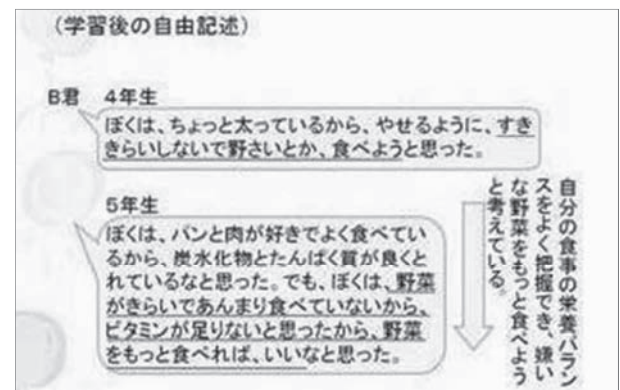 （学習後の自由記述）
B君　4年生
ぼくは、ちょっと太っているから、やせるように、すき
きらいしないで野さいとか、食べようと思った。
5年生
ぼくは、パンと肉が好きでよく食べてい
るから、炭水化物とたんぱく質が良くと
れているなと思った。でも、ぼくは、野菜
がきらいであんまり食べていないから、
ビタミンが足りないと思ったから、野菜
をもっと食べれば、いいなと思った。
自分の食事の栄養バラン
スをよく把握でき、嫌い
な野菜をもっと食べよう
と考えている。